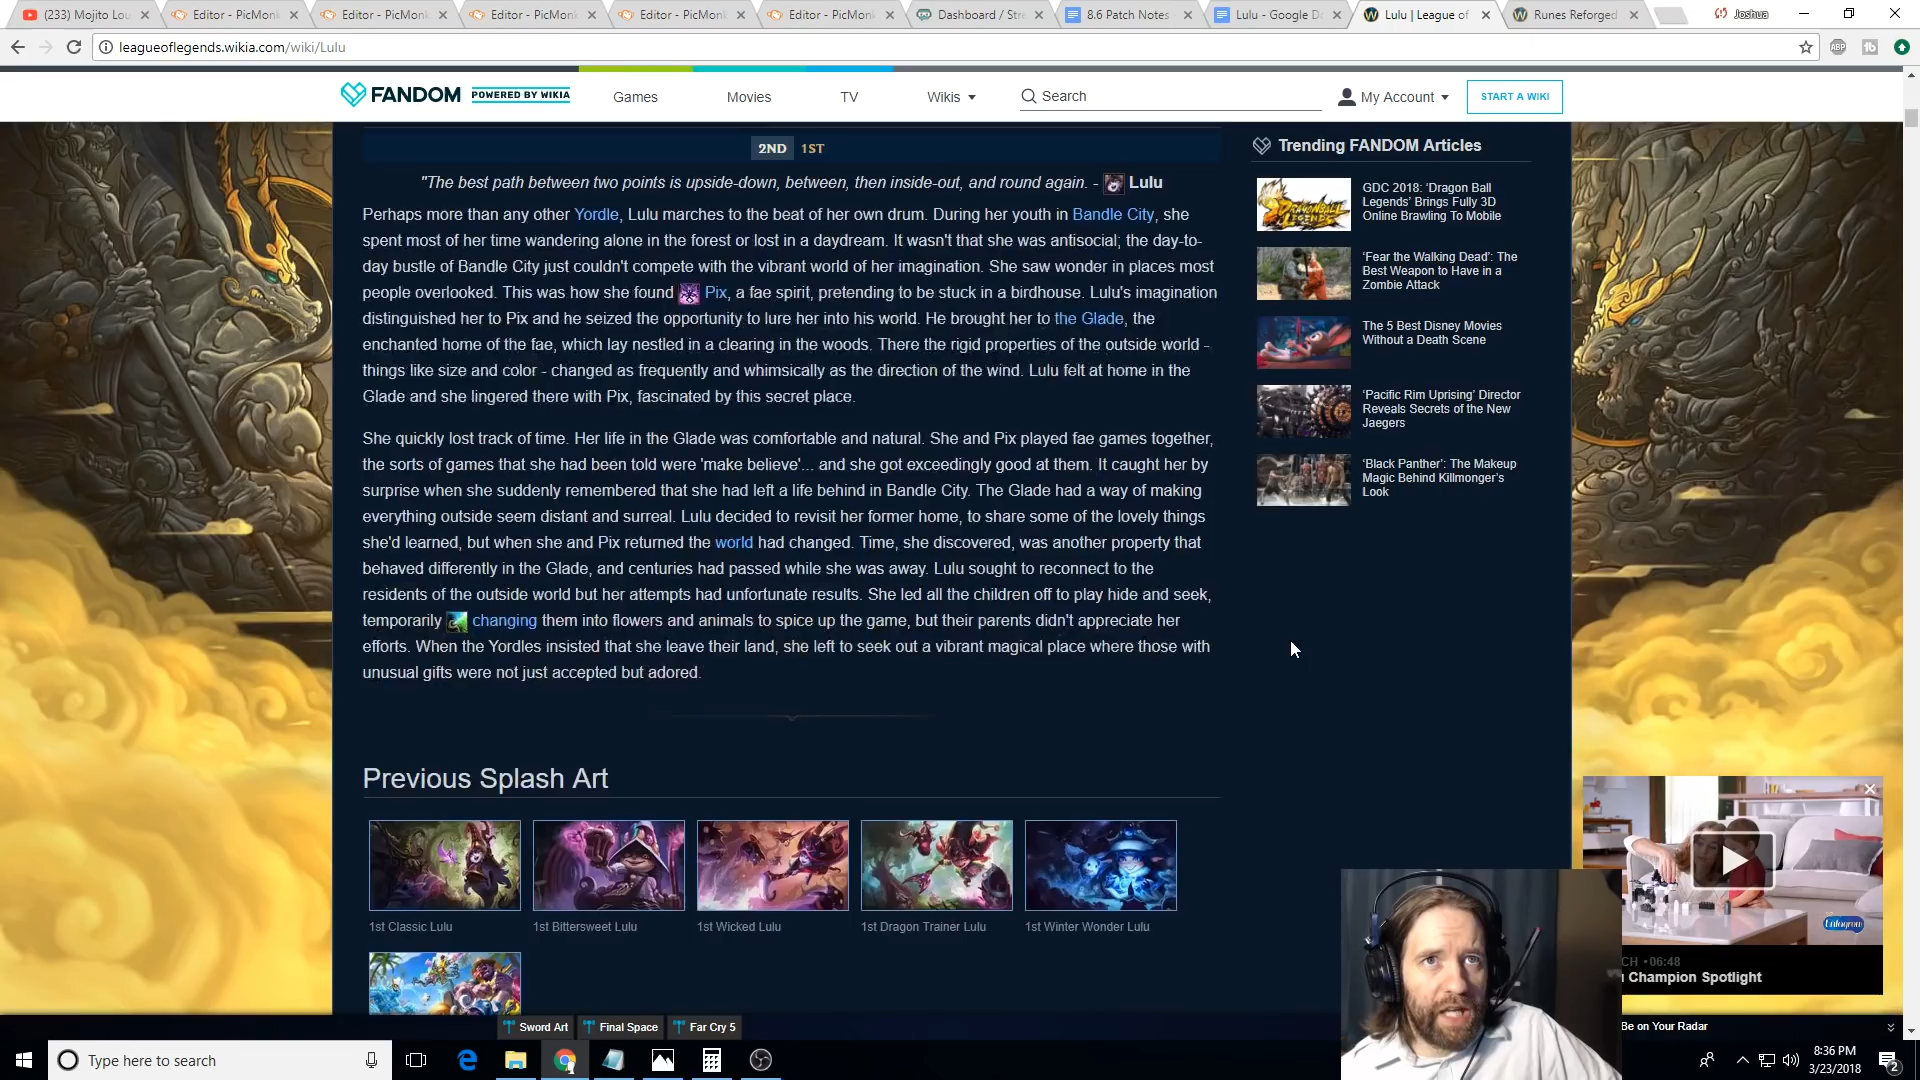 (233) Mojito Lou
Editor - PicMonk
Editor - PicMonk
Editor - PicMonk
Editor - PicMonk
Editor - PicMonk
Dashboard / Stre
8.6 Patch Notes
Lulu - Google Do
Lulu | League of
Runes Reforged
Joshua
leagueoflegends.wikia.com/wiki/Lulu
ABP
FANDOM
POWERED BY WIKIA
Games
Movies
TV
Wikis
Search
My Account
START A WIKI
2ND 1ST
"The best path between two points is upside-down, between, then inside-out, and round again. - Lulu
Perhaps more than any other Yordle, Lulu marches to the beat of her own drum. During her youth in Bandle City, she
spent most of her time wandering alone in the forest or lost in a daydream. It wasn't that she was antisocial; the day-to-
day bustle of Bandle City just couldn't compete with the vibrant world of her imagination. She saw wonder in places most
people overlooked. This was how she found Pix, a fae spirit, pretending to be stuck in a birdhouse. Lulu's imagination
distinguished her to Pix and he seized the opportunity to lure her into his world. He brought her to the Glade, the
enchanted home of the fae, which lay nestled in a clearing in the woods. There the rigid properties of the outside world -
things like size and color - changed as frequently and whimsically as the direction of the wind. Lulu felt at home in the
Glade and she lingered there with Pix, fascinated by this secret place.
She quickly lost track of time. Her life in the Glade was comfortable and natural. She and Pix played fae games together,
the sorts of games that she had been told were 'make believe'... and she got exceedingly good at them. It caught her by
surprise when she suddenly remembered that she had left a life behind in Bandle City. The Glade had a way of making
everything outside seem distant and surreal. Lulu decided to revisit her former home, to share some of the lovely things
she'd learned, but when she and Pix returned the world had changed. Time, she discovered, was another property that
behaved differently in the Glade, and centuries had passed while she was away. Lulu sought to reconnect to the
residents of the outside world but her attempts had unfortunate results. She led all the children off to play hide and seek,
temporarily changing them into flowers and animals to spice up the game, but their parents didn't appreciate her
efforts. When the Yordles insisted that she leave their land, she left to seek out a vibrant magical place where those with
unusual gifts were not just accepted but adored.
Trending FANDOM Articles
GDC 2018: ‘Dragon Ball
Legends’ Brings Fully 3D
Online Brawling To Mobile
‘Fear the Walking Dead’: The
Best Weapon to Have in a
Zombie Attack
The 5 Best Disney Movies
Without a Death Scene
‘Pacific Rim Uprising’ Director
Reveals Secrets of the New
Jaegers
‘Black Panther’: The Makeup
Magic Behind Killmonger’s
Look
Previous Splash Art
1st Classic Lulu
1st Bittersweet Lulu
1st Wicked Lulu
1st Dragon Trainer Lulu
1st Winter Wonder Lulu
CH • 06:48
Champion Spotlight
Sword Art
Final Space
Far Cry 5
Be on Your Radar
Type here to search
8:36 PM
3/23/2018
2